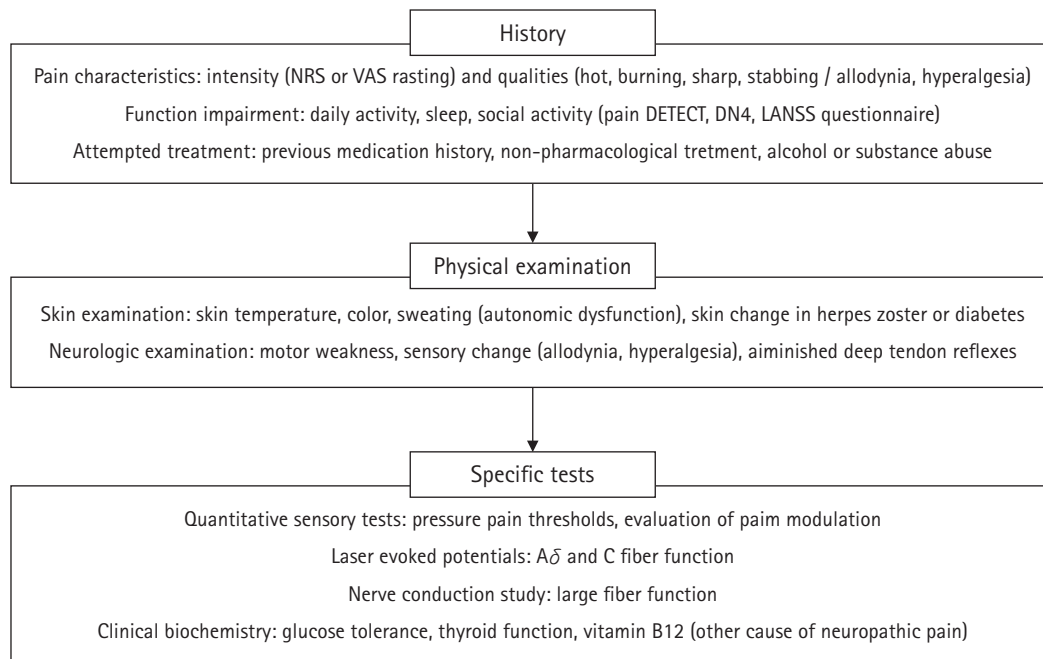 History
Pain characteristics: intensity (NRS or VAS rasting) and qualities (hot, burning, sharp, stabbing / allodynia, hyperalgesia)
Function impairment: daily activity, sleep, social activity (pain DETECT, DN4, LANSS questionnaire)
Attempted treatment: previous medication history, non-pharmacological tretment, alcohol or substance abuse
Physical examination
Skin examination: skin temperature, color, sweating (autonomic dysfunction), skin change in herpes zoster or diabetes
Neurologic examination: motor weakness, sensory change (allodynia, hyperalgesia), aiminished deep tendon reflexes
Specific tests
Quantitative sensory tests: pressure pain thresholds, evaluation of paim modulation
Laser evoked potentials: Aδ and C fiber function
Nerve conduction study: large fiber function
Clinical biochemistry: glucose tolerance, thyroid function, vitamin B12 (other cause of neuropathic pain)